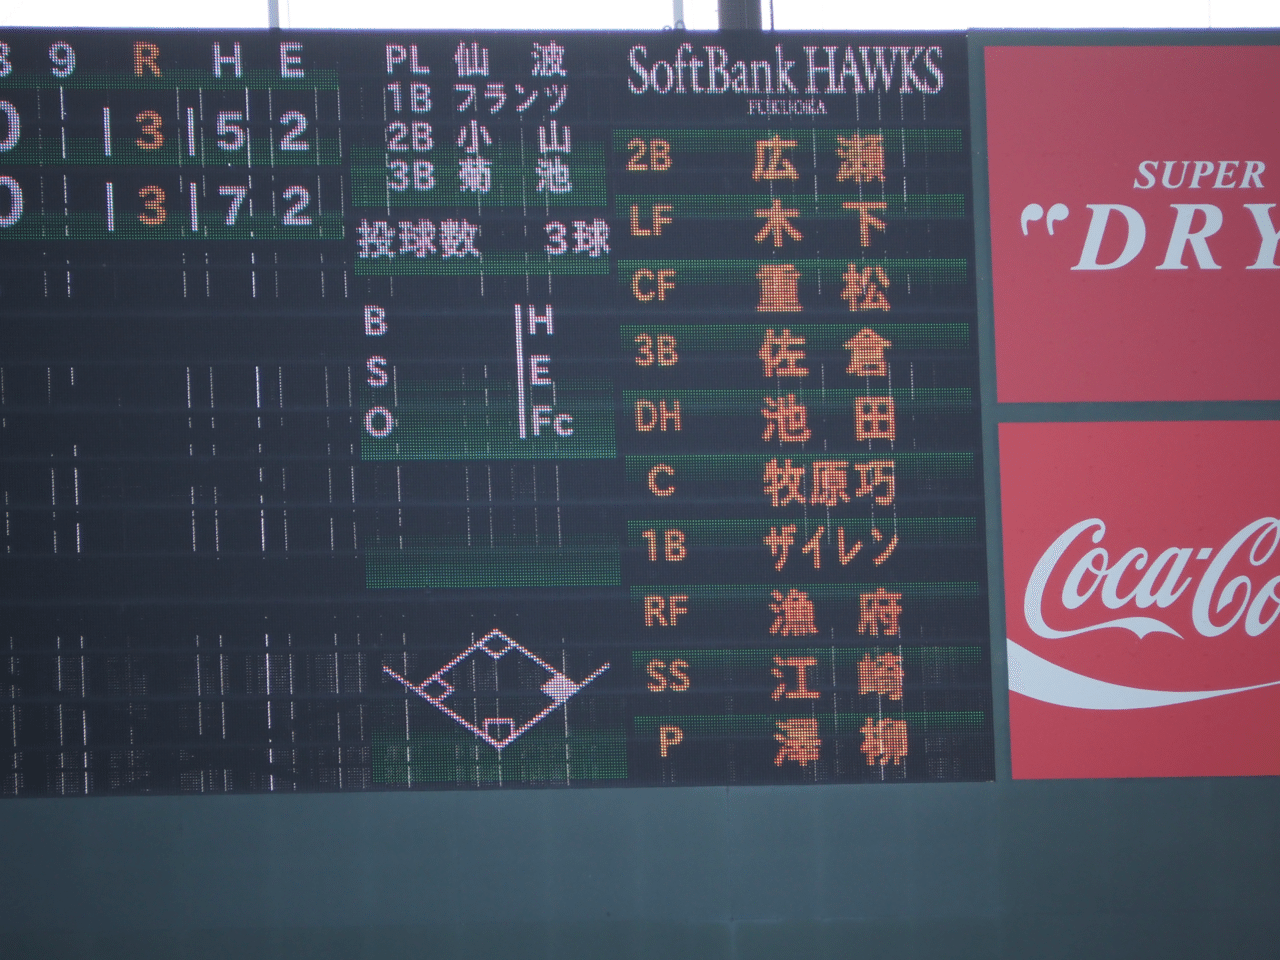 9 R H E
0 3 5 2
0 3 7 2
PL 仙 波
1B フランツ
2B 小 山
3B 菊 池
投球数 3球
B
S
O
H
E
Fc
SoftBank HAWKS
FUKUOKA
2B 広 瀬
LF 木 下
CF 重 松
3B 佐 倉
DH 池 田
C 牧原巧
1B ザイレン
RF 漁 府
SS 江 崎
P 澤 柳
SUPER
"DRY
Coca-Co